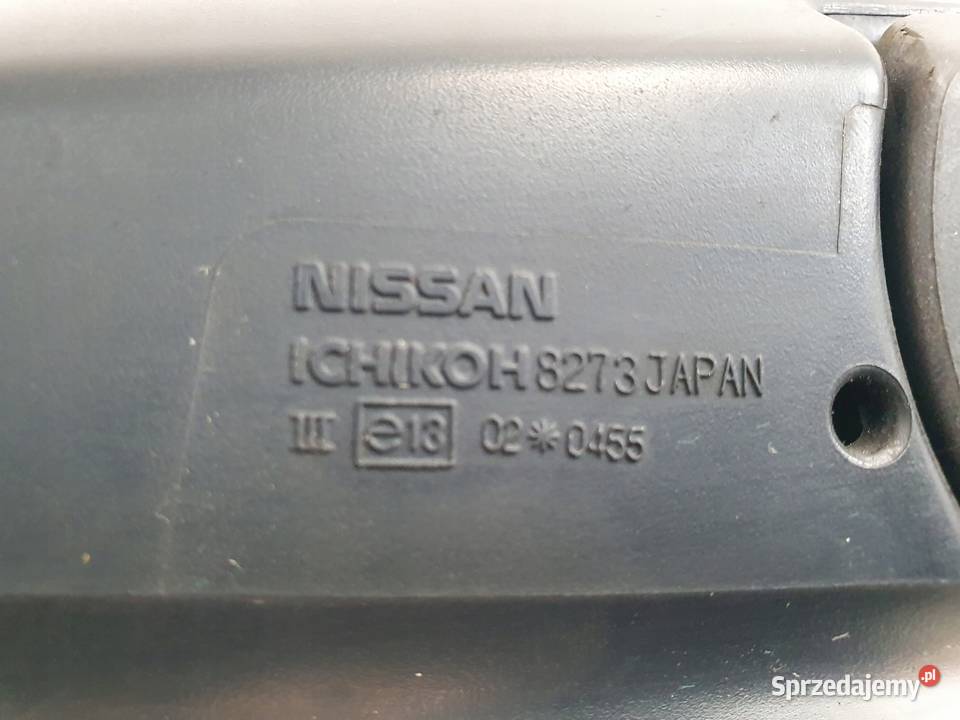 NISSAN
ICHIKOH 8273 JAPAN
III e13 02*0455
Sprzedajemy.pl